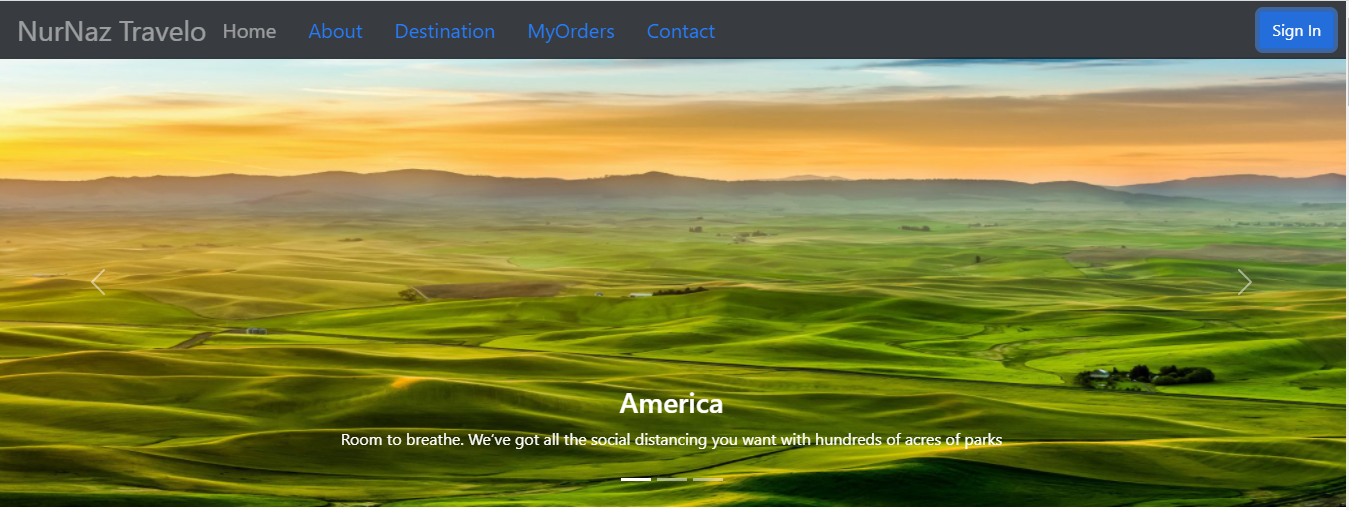 NurNaz Travelo Home About Destination MyOrders Contact Sign In
America
Room to breathe. We’ve got all the social distancing you want with hundreds of acres of parks